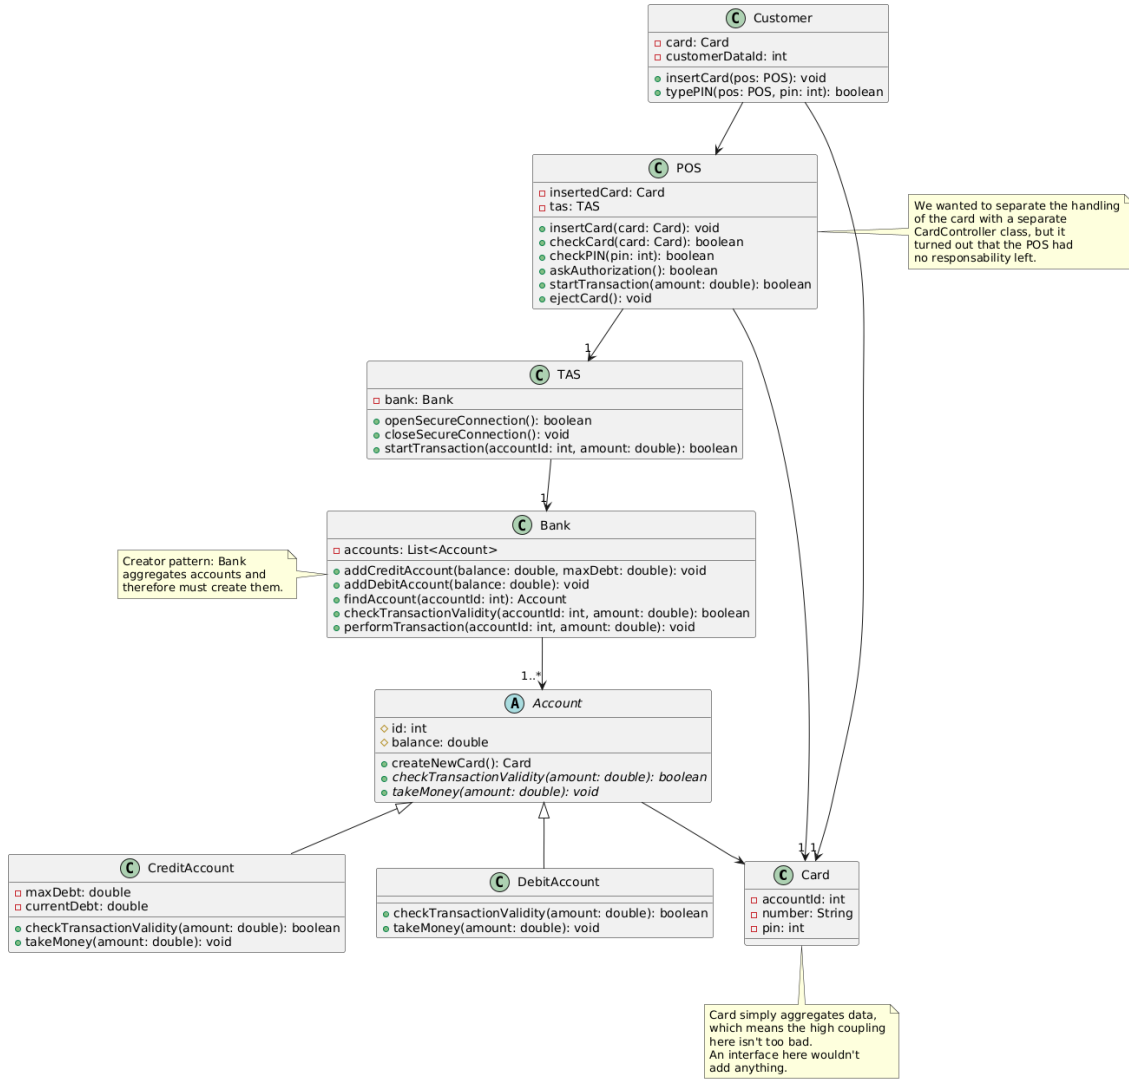 C Customer
card: Card
customerDataId: int
insertCard(pos: POS): void
typePIN(pos: POS, pin: int): boolean
C POS
insertedCard: Card
tas: TAS
insertCard(card: Card): void
checkCard(card: Card): boolean
checkPIN(pin: int): boolean
askAuthorization(): boolean
startTransaction(amount: double): boolean
ejectCard(): void
We wanted to separate the handling
of the card with a separate
CardController class, but it
turned out that the POS had
no responsability left.
1
C TAS
bank: Bank
openSecureConnection(): boolean
closeSecureConnection(): void
startTransaction(accountId: int, amount: double): boolean
1
C Bank
accounts: List<Account>
addCreditAccount(balance: double, maxDebt: double): void
addDebitAccount(balance: double): void
findAccount(accountId: int): Account
checkTransactionValidity(accountId: int, amount: double): boolean
performTransaction(accountId: int, amount: double): void
Creator pattern: Bank
aggregates accounts and
therefore must create them.
1..*
A Account
id: int
balance: double
createNewCard(): Card
checkTransactionValidity(amount: double): boolean
takeMoney(amount: double): void
C CreditAccount
maxDebt: double
currentDebt: double
checkTransactionValidity(amount: double): boolean
takeMoney(amount: double): void
C DebitAccount
checkTransactionValidity(amount: double): boolean
takeMoney(amount: double): void
1 1
C Card
accountId: int
number: String
pin: int
Card simply aggregates data,
which means the high coupling
here isn't too bad.
An interface here wouldn't
add anything.